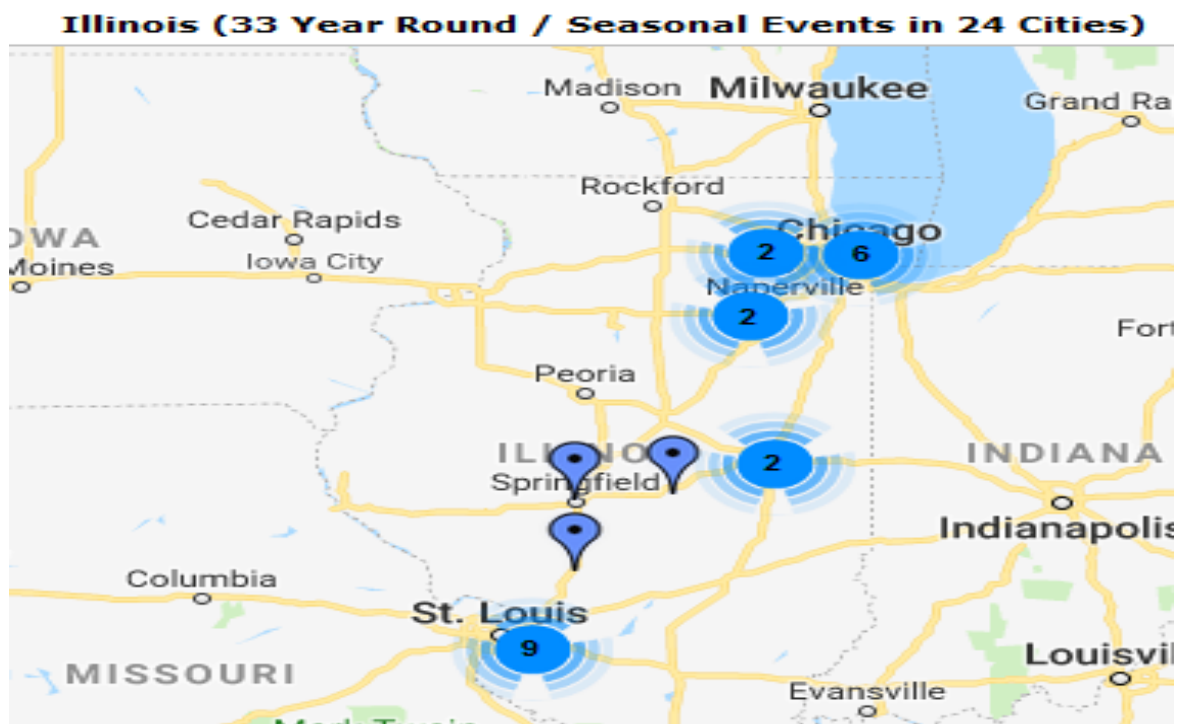 Illinois (33 Year Round / Seasonal Events in 24 Cities)
Madison
Milwaukee
Grand Ra
Rockford
Cedar Rapids
Chicago
OWA
2
6
Iowa City
Moines
Naperville
2
Fort
Peoria
ILLINO
INDIANA
2
Springfield
Indianapolis
Columbia
St. Louis
9
MISSOURI
Louisvil
Evansville
Mark Twain